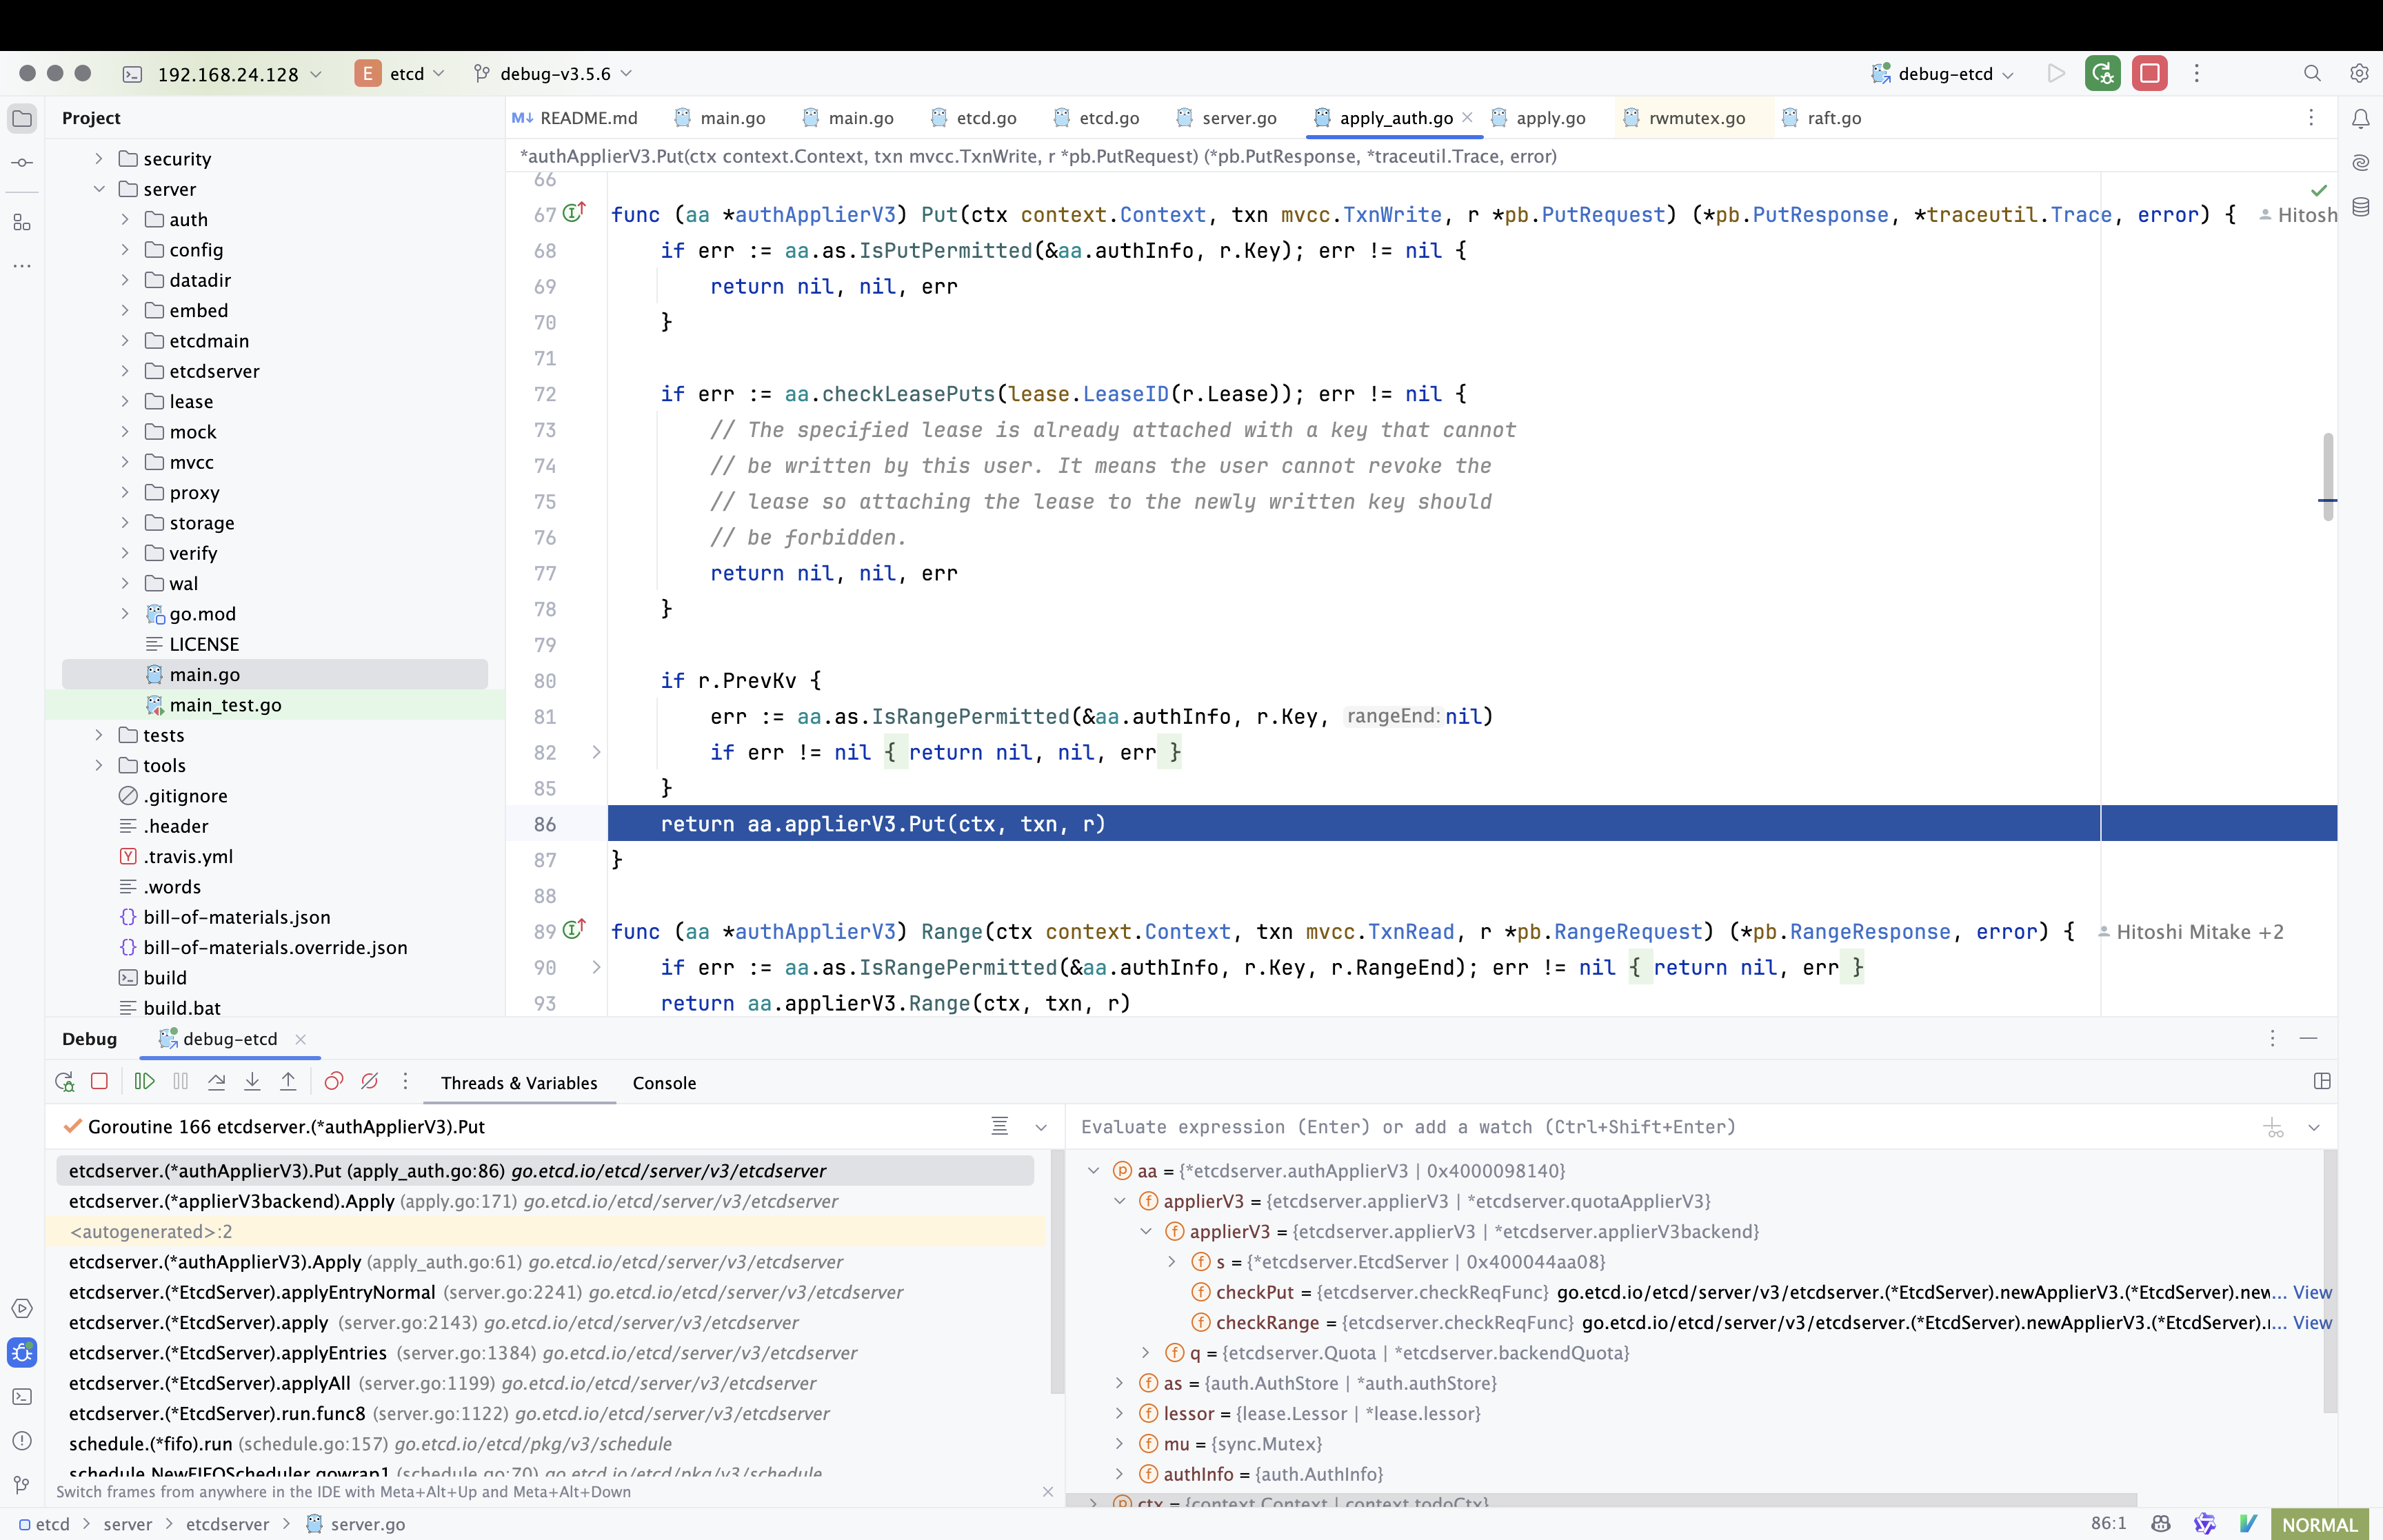 192.168.24.128
E etcd
debug-v3.5.6
debug-etcd
Project
M↓ README.md
main.go
main.go
etcd.go
etcd.go
server.go
apply_auth.go
apply.go
rwmutex.go
raft.go
*authApplierV3.Put(ctx context.Context, txn mvcc.TxnWrite, r *pb.PutRequest) (*pb.PutResponse, *traceutil.Trace, error)
security
server
auth
config
datadir
embed
etcdmain
etcdserver
lease
mock
mvcc
proxy
storage
verify
wal
go.mod
LICENSE
main.go
main_test.go
tests
tools
.gitignore
.header
.travis.yml
.words
bill-of-materials.json
bill-of-materials.override.json
build
build.bat
66
67 func (aa *authApplierV3) Put(ctx context.Context, txn mvcc.TxnWrite, r *pb.PutRequest) (*pb.PutResponse, *traceutil.Trace, error) { Hitosh
68 if err := aa.as.IsPutPermitted(&aa.authInfo, r.Key); err != nil {
69 return nil, nil, err
70 }
71
72 if err := aa.checkLeasePuts(lease.LeaseID(r.Lease)); err != nil {
73 // The specified lease is already attached with a key that cannot
74 // be written by this user. It means the user cannot revoke the
75 // lease so attaching the lease to the newly written key should
76 // be forbidden.
77 return nil, nil, err
78 }
79
80 if r.PrevKv {
81 err := aa.as.IsRangePermitted(&aa.authInfo, r.Key, rangeEnd: nil)
82 if err != nil { return nil, nil, err }
85 }
86 return aa.applierV3.Put(ctx, txn, r)
87 }
88
89 func (aa *authApplierV3) Range(ctx context.Context, txn mvcc.TxnRead, r *pb.RangeRequest) (*pb.RangeResponse, error) { Hitoshi Mitake +2
90 if err := aa.as.IsRangePermitted(&aa.authInfo, r.Key, r.RangeEnd); err != nil { return nil, err }
93 return aa.applierV3.Range(ctx, txn, r)
Debug
debug-etcd
Threads & Variables
Console
Goroutine 166 etcdserver.(*authApplierV3).Put
etcdserver.(*authApplierV3).Put (apply_auth.go:86) go.etcd.io/etcd/server/v3/etcdserver
etcdserver.(*applierV3backend).Apply (apply.go:171) go.etcd.io/etcd/server/v3/etcdserver
<autogenerated>:2
etcdserver.(*authApplierV3).Apply (apply_auth.go:61) go.etcd.io/etcd/server/v3/etcdserver
etcdserver.(*EtcdServer).applyEntryNormal (server.go:2241) go.etcd.io/etcd/server/v3/etcdserver
etcdserver.(*EtcdServer).apply (server.go:2143) go.etcd.io/etcd/server/v3/etcdserver
etcdserver.(*EtcdServer).applyEntries (server.go:1384) go.etcd.io/etcd/server/v3/etcdserver
etcdserver.(*EtcdServer).applyAll (server.go:1199) go.etcd.io/etcd/server/v3/etcdserver
etcdserver.(*EtcdServer).run.func8 (server.go:1122) go.etcd.io/etcd/server/v3/etcdserver
schedule.(*fifo).run (schedule.go:157) go.etcd.io/etcd/pkg/v3/schedule
schedule.NewFIFOScheduler.gowrap1 (schedule.go:70) go.etcd.io/etcd/pkg/v3/schedule
Switch frames from anywhere in the IDE with Meta+Alt+Up and Meta+Alt+Down
Evaluate expression (Enter) or add a watch (Ctrl+Shift+Enter)
aa = {*etcdserver.authApplierV3 | 0x4000098140}
applierV3 = {etcdserver.applierV3 | *etcdserver.quotaApplierV3}
applierV3 = {etcdserver.applierV3 | *etcdserver.applierV3backend}
s = {*etcdserver.EtcdServer | 0x400044aa08}
checkPut = {etcdserver.checkReqFunc} go.etcd.io/etcd/server/v3/etcdserver.(*EtcdServer).newApplierV3.(*EtcdServer).new... View
checkRange = {etcdserver.checkReqFunc} go.etcd.io/etcd/server/v3/etcdserver.(*EtcdServer).newApplierV3.(*EtcdServer)... View
q = {etcdserver.Quota | *etcdserver.backendQuota}
as = {auth.AuthStore | *auth.authStore}
lessor = {lease.Lessor | *lease.lessor}
mu = {sync.Mutex}
authInfo = {auth.AuthInfo}
ctx = {context.Context | context.todoCtx}
etcd > server > etcdserver > server.go
86:1
NORMAL